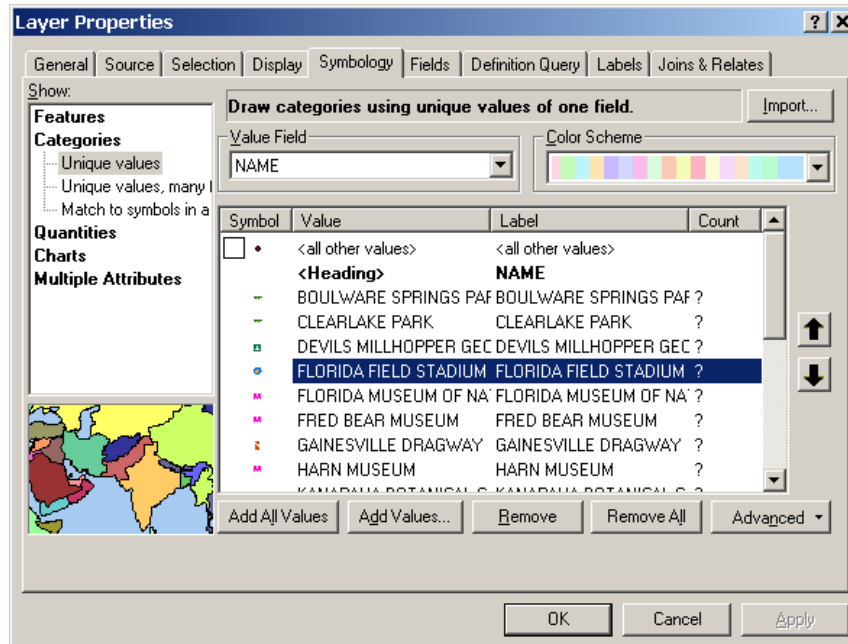 Layer Properties
General Source Selection Display Symbology Fields Definition Query Labels Joins & Relates
Show:
Features
Categories
Unique values
Unique values, many
Match to symbols in a
Quantities
Charts
Multiple Attributes
Draw categories using unique values of one field.
Import...
Value Field
NAME
Color Scheme
Symbol Value Label Count
<all other values> <all other values>
<Heading> NAME
BOULWARE SPRINGS PAR BOULWARE SPRINGS PAR ?
CLEARLAKE PARK CLEARLAKE PARK ?
DEVILS MILLHOPPER GEO DEVILS MILLHOPPER GEO ?
FLORIDA FIELD STADIUM FLORIDA FIELD STADIUM ?
M FLORIDA MUSEUM OF NA FLORIDA MUSEUM OF NA ?
M FRED BEAR MUSEUM FRED BEAR MUSEUM ?
GAINESVILLE DRAGWAY GAINESVILLE DRAGWAY ?
M HARN MUSEUM HARN MUSEUM ?
Add All Values Add Values... Remove Remove All Advanced
OK Cancel Apply